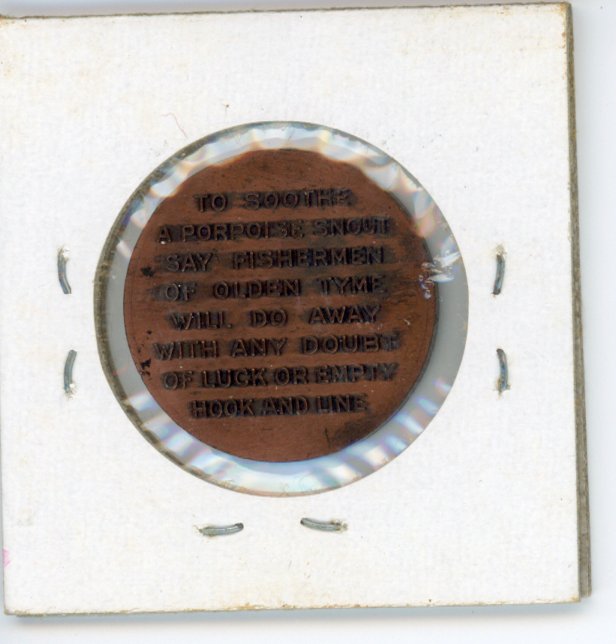 TO SOOTHE
A PORPOISE SNOUT
SAY FISHERMEN
OF OLDEN TYME
WILL DO AWAY
WITH ANY DOUBT
OF LUCK OR EMPTY
HOOK AND LINE